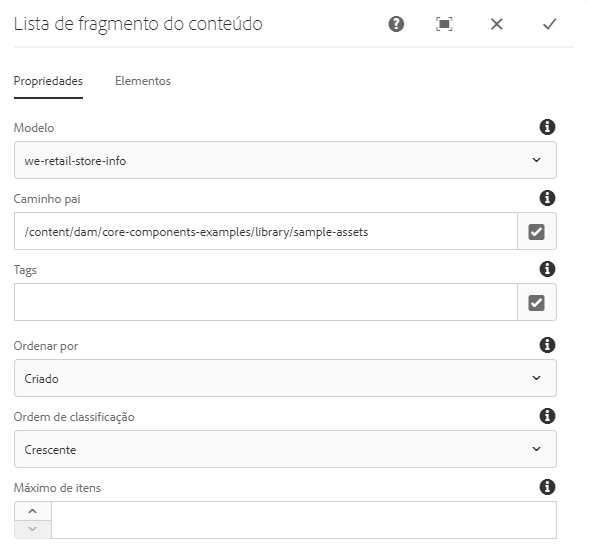 Lista de fragmento do conteúdo
Propriedades Elementos
Modelo
we-retail-store-info
Caminho pai
/content/dam/core-components-examples/library/sample-assets
Tags
Ordenar por
Criado
Ordem de classificação
Crescente
Máximo de itens